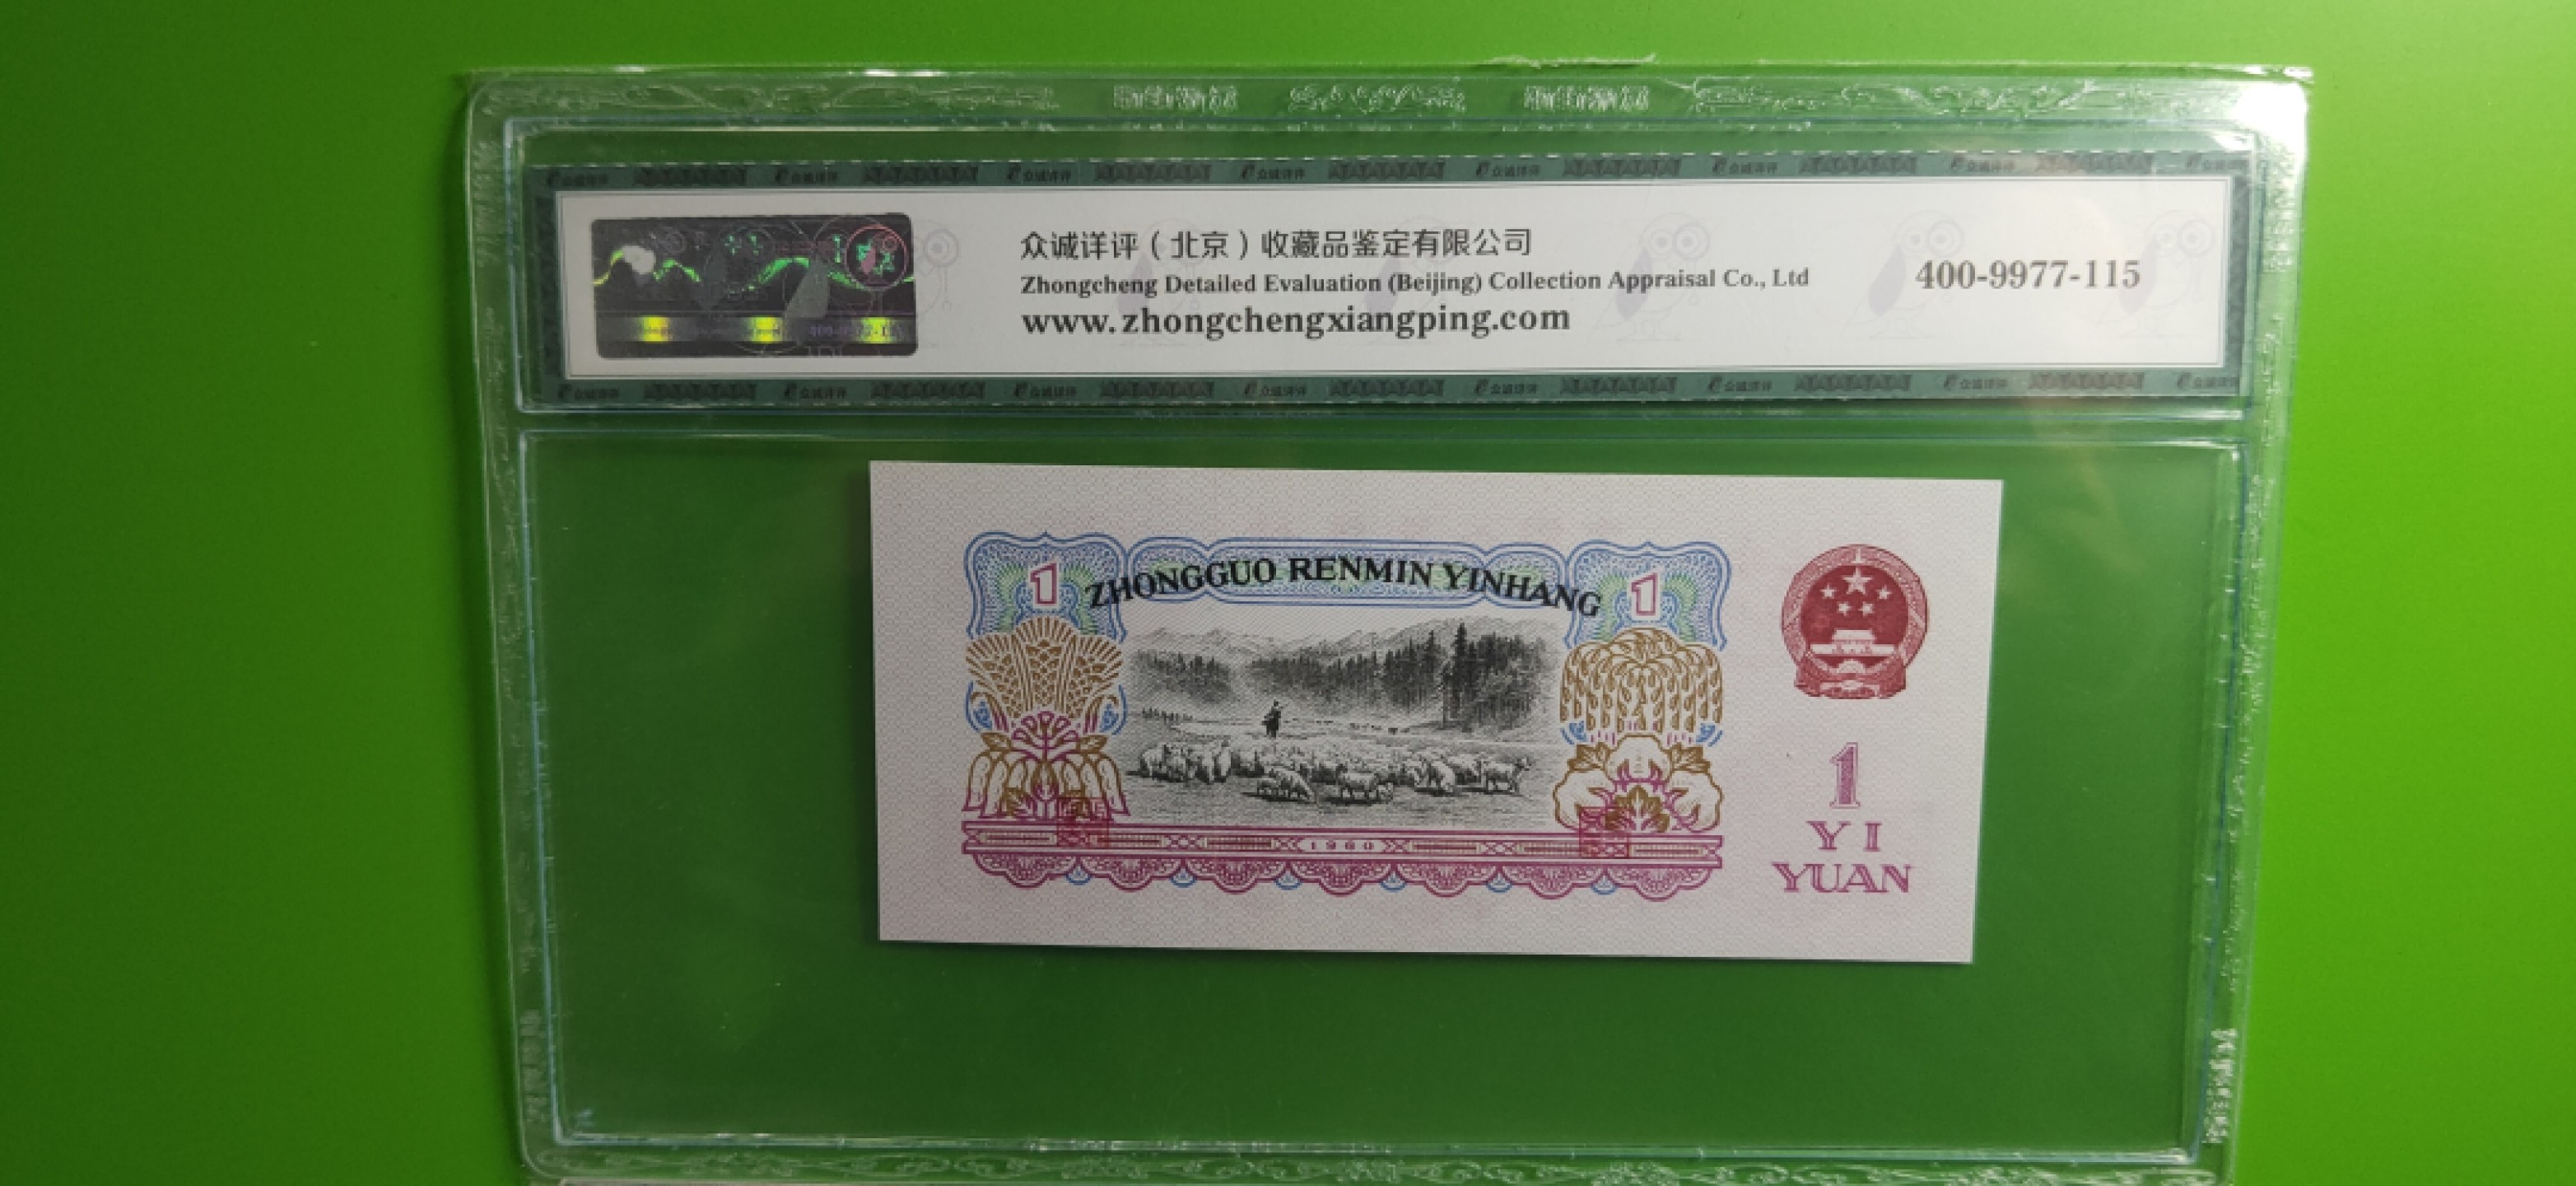 众诚详评（北京）收藏品鉴定有限公司
Zhongcheng Detailed Evaluation (Beijing) Collection Appraisal Co., Ltd
www.zhongchengxiangping.com
400-9977-115
1 ZHONGGUO RENMIN YINHANG 1
1960
1
YI
YUAN